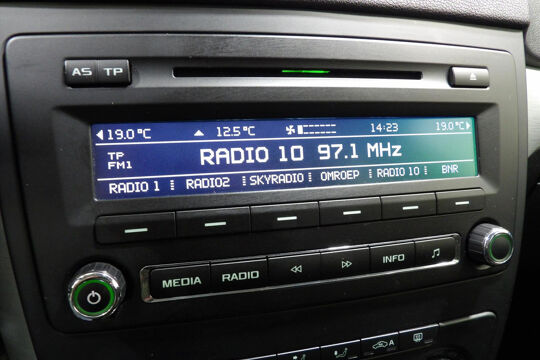 AS TP
19.0°C 12.5°C 14:23 19.0°C
TP
FM1
RADIO 10 97.1 MHz
RADIO 1 RADIO2 SKYRADIO OMROEP RADIO 10 BNR
MEDIA RADIO INFO
A